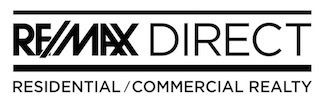 RE/MAX DIRECT
RESIDENTIAL / COMMERCIAL REALTY